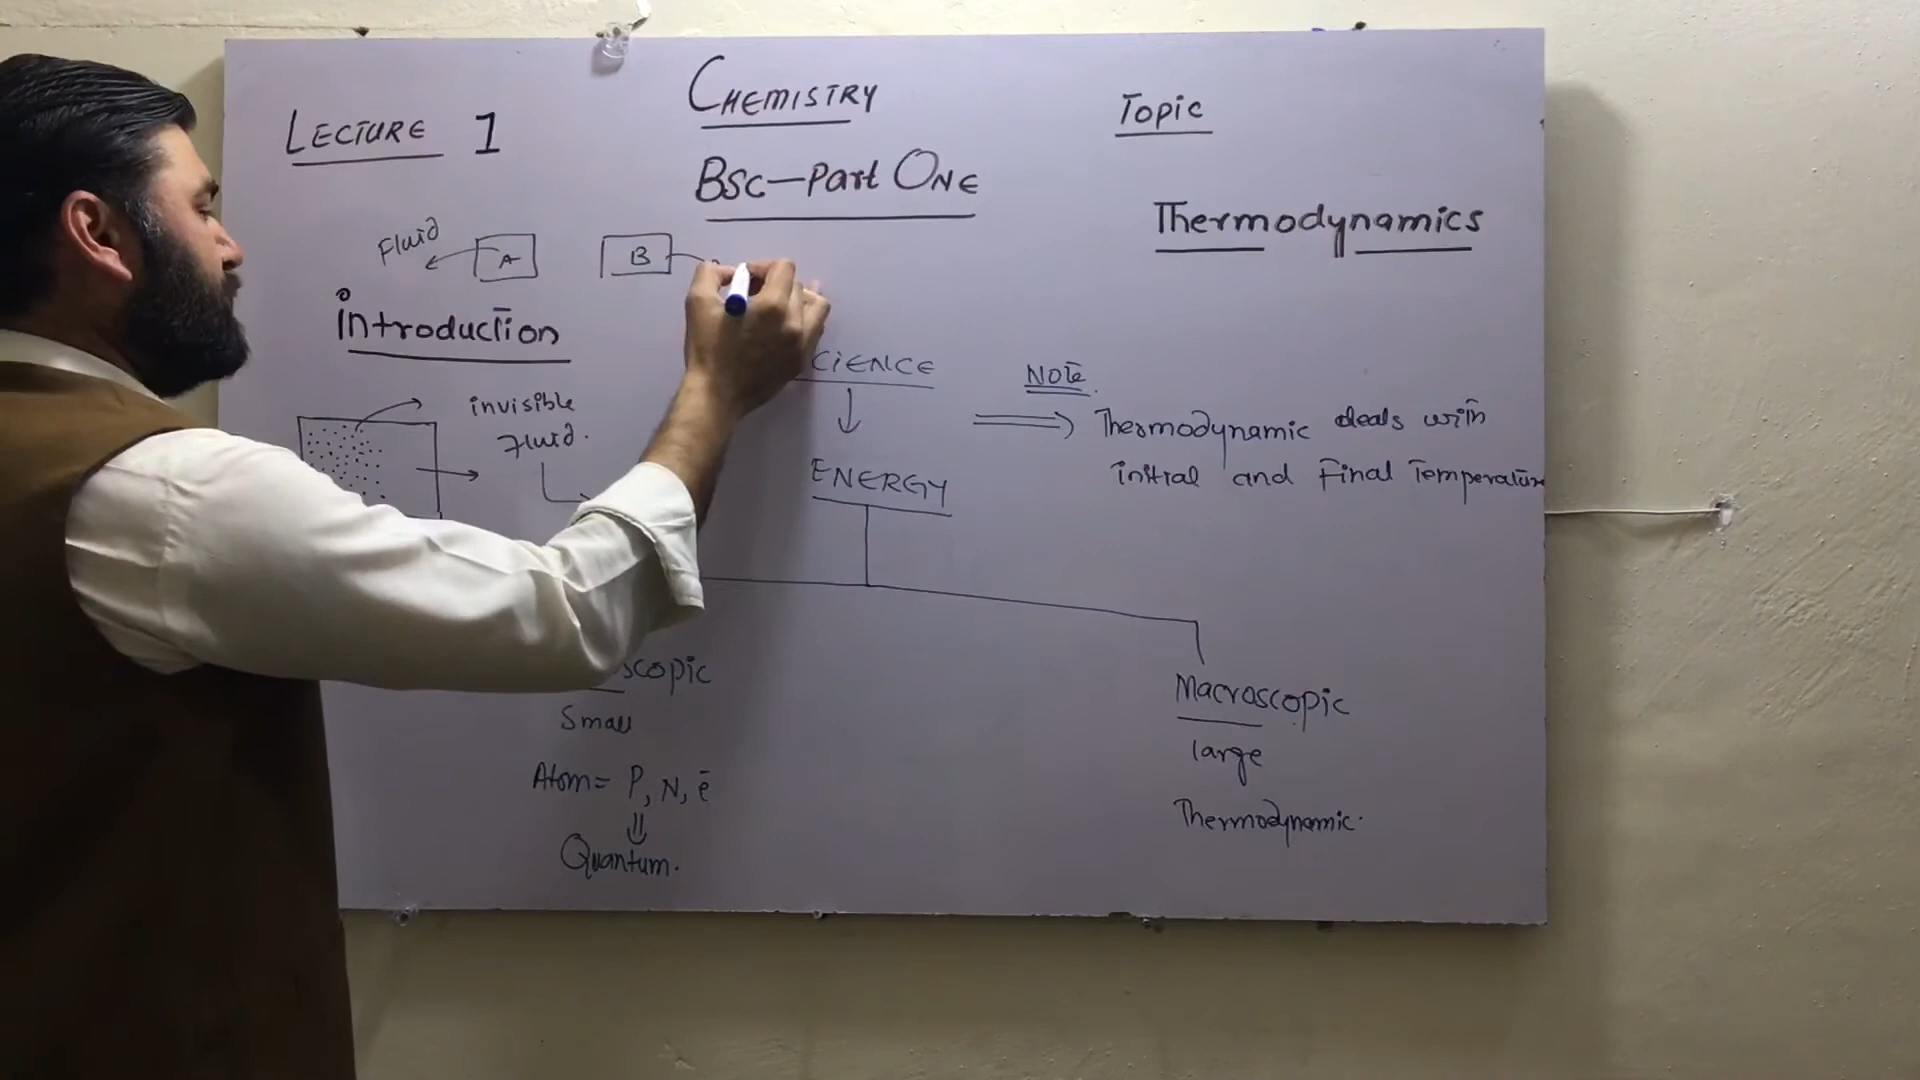 LECTURE 1
CHEMISTRY
BSC-Part ONE
Topic
Thermodynamics
Fluid
A
B
Introduction
invisible
Fluid.
CIENCE
ENERGY
NOTE
Thermodynamic deals with
initial and Final Temperature
scopic
Small
Atom= P, N, ē
Quantum.
Macroscopic
large
Thermodynamic.